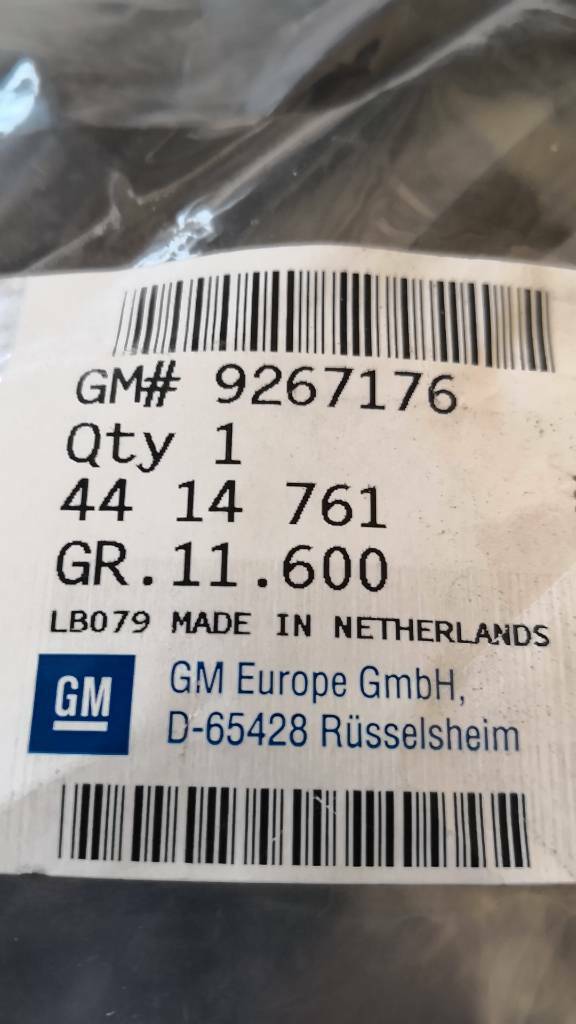 GM# 9267176
Qty 1
44 14 761
GR.11.600
LB079 MADE IN NETHERLANDS
GM
GM Europe GmbH,
D-65428 Rüsselsheim